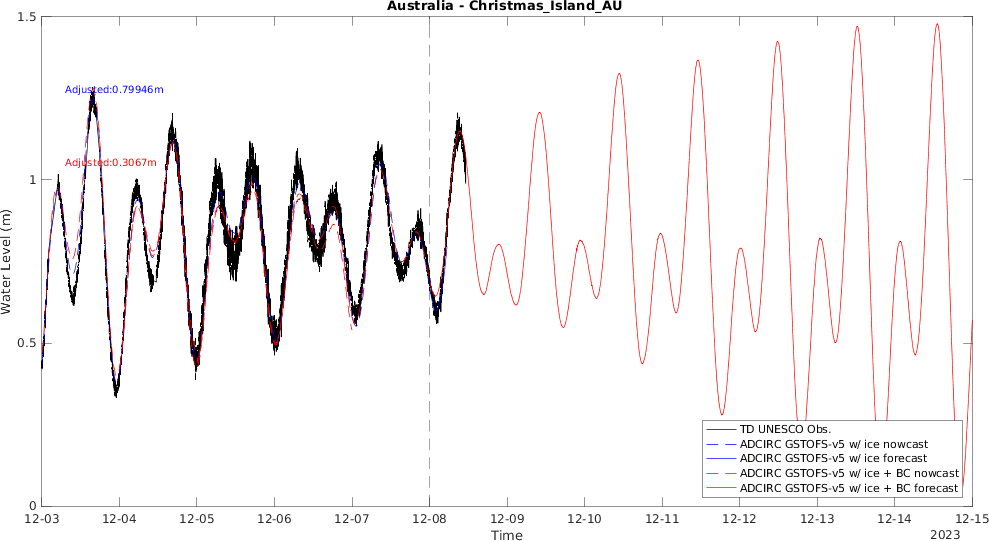 Australia - Christmas_Island_AU
1.5
Adjusted:0.79946m
Adjusted:0.3067m
1
Water Level (m)
0.5
TD UNESCO Obs.
ADCIRC GSTOFS-v5 w/ ice nowcast
ADCIRC GSTOFS-v5 w/ ice forecast
ADCIRC GSTOFS-v5 w/ ice + BC nowcast
ADCIRC GSTOFS-v5 w/ ice + BC forecast
0
12-03 12-04 12-05 12-06 12-07 12-08 12-09 12-10 12-11 12-12 12-13 12-14 12-15
Time
2023